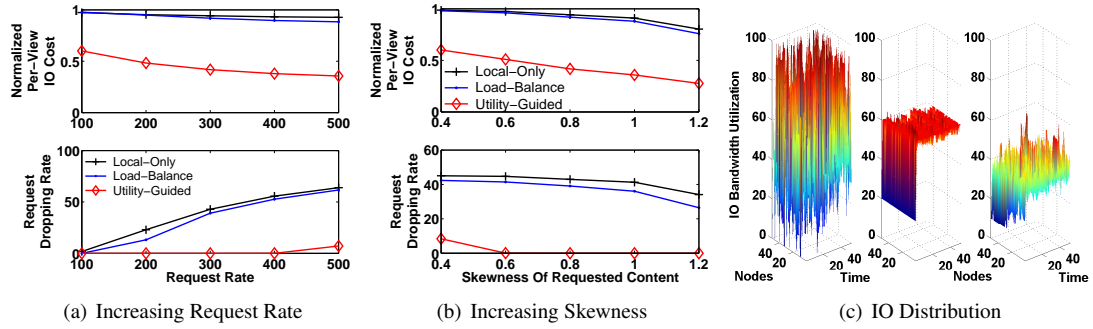 Normalized
Per−View
IO Cost
1
0.5
0
100 200 300 400 500
Request
Dropping Rate
100
50
0
Local−Only
Load−Balance
Utility−Guided
100 200 300 400 500
Request Rate
(a) Increasing Request Rate
Normalized
Per−View
IO Cost
1
0.5
0
Local−Only
Load−Balance
Utility−Guided
0.4 0.6 0.8 1 1.2
Request
Dropping Rate
60
40
20
0
0.4 0.6 0.8 1 1.2
Skewness Of Requested Content
(b) Increasing Skewness
IO Bandwidth Utilization
100
80
60
40
20
0
40
20
Nodes
20
40
Time
100
80
60
40
20
0
40
20
20
40
100
80
60
40
20
0
40
20
Nodes
20
40
Time
(c) IO Distribution